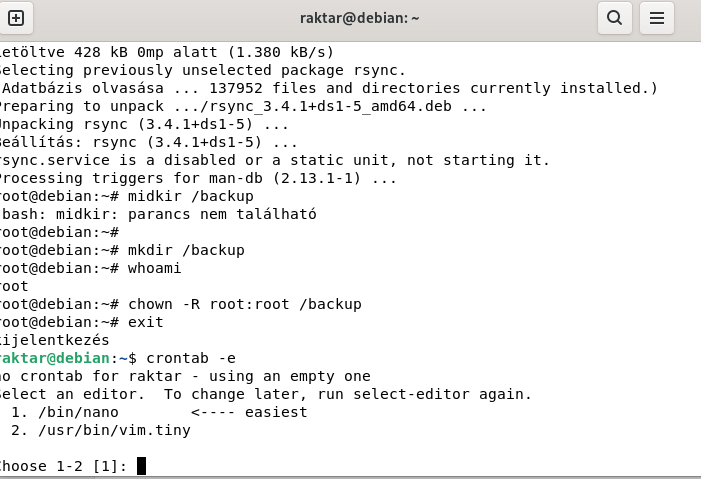 raktar@debian: ~
etöltve 428 kB 0mp alatt (1.380 kB/s)
Selecting previously unselected package rsync.
Adatbázis olvasása ... 137952 files and directories currently installed.)
Preparing to unpack .../rsync_3.4.1+ds1-5_amd64.deb ...
Unpacking rsync (3.4.1+ds1-5) ...
Beállítás: rsync (3.4.1+ds1-5) ...
rsync.service is a disabled or a static unit, not starting it.
Processing triggers for man-db (2.13.1-1) ...
root@debian:~# midkir /backup
bash: midkir: parancs nem található
root@debian:~#
root@debian:~# mkdir /backup
root@debian:~# whoami
root
root@debian:~# chown -R root:root /backup
root@debian:~# exit
kijelentkezés
raktar@debian:~$ crontab -e
no crontab for raktar - using an empty one
Select an editor.  To change later, run select-editor again.
  1. /bin/nano        <---- easiest
  2. /usr/bin/vim.tiny
Choose 1-2 [1]: